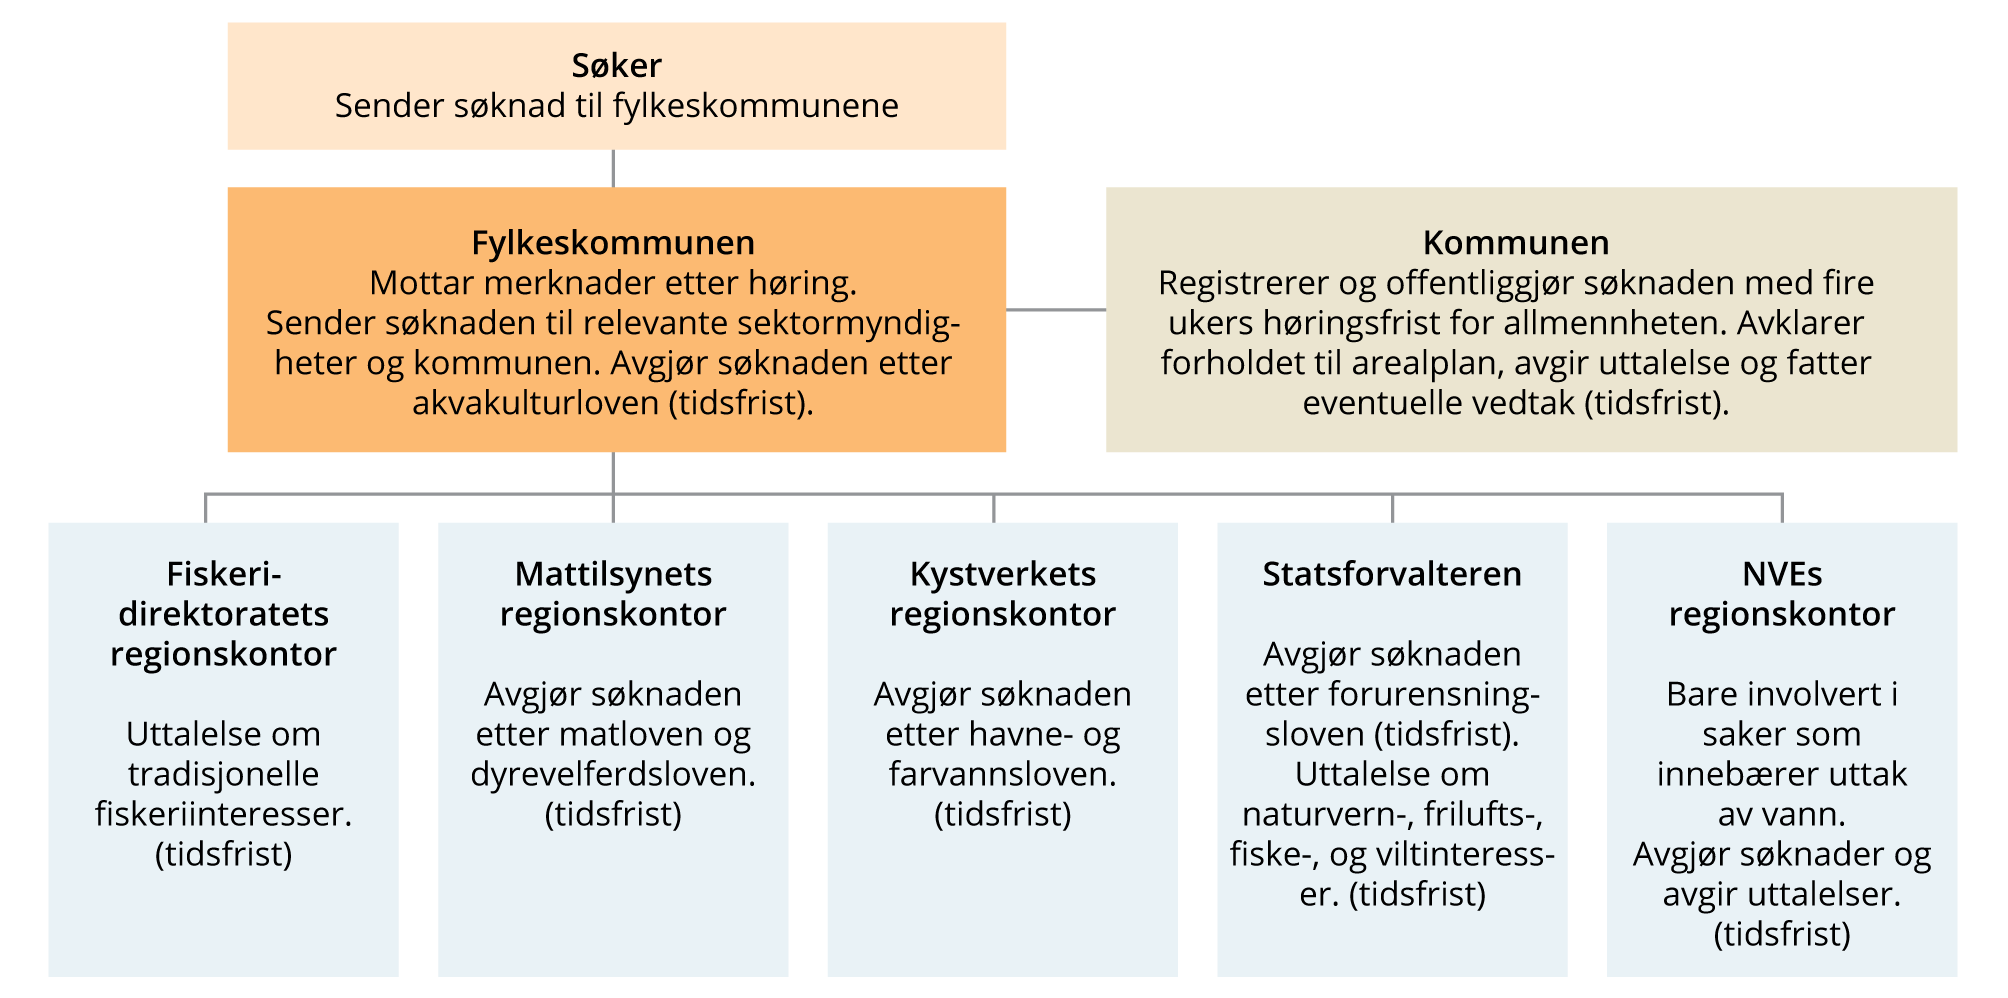 Søker
Sender søknad til fylkeskommunene
Fylkeskommunen
Mottar merknader etter høring.
Sender søknaden til relevante sektormyndig-
heter og kommunen. Avgjør søknaden etter
akvakulturloven (tidsfrist).
Kommunen
Registrerer og offentliggjør søknaden med fire
ukers høringsfrist for allmennheten. Avklarer
forholdet til arealplan, avgir uttalelse og fatter
eventuelle vedtak (tidsfrist).
Fiskeri-
direktoratets
regionskontor
Uttalelse om
tradisjonelle
fiskeriinteresser.
(tidsfrist)
Mattilsynets
regionskontor
Avgjør søknaden
etter matloven og
dyrevelferdsloven.
(tidsfrist)
Kystverkets
regionskontor
Avgjør søknaden
etter havne- og
farvannsloven.
(tidsfrist)
Statsforvalteren
Avgjør søknaden
etter forurensning-
sloven (tidsfrist).
Uttalelse om
naturvern-, frilufts-,
fiske-, og viltinteress-
er. (tidsfrist)
NVEs
regionskontor
Bare involvert i
saker som
innebærer uttak
av vann.
Avgjør søknader og
avgir uttalelser.
(tidsfrist)